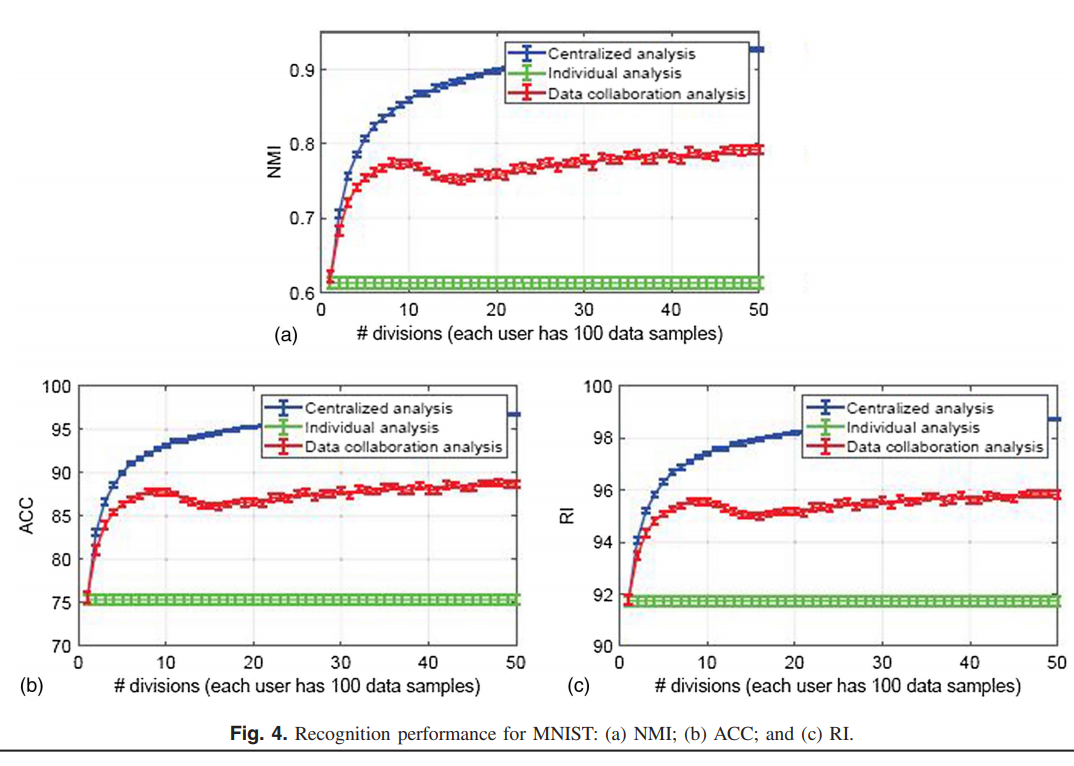 0.9
0.8
0.7
0.6
NMI
Centralized analysis
Individual analysis
Data collaboration analysis
0 10 20 30 40 50
(a) # divisions (each user has 100 data samples)
100
95
90
85
80
75
70
ACC
Centralized analysis
Individual analysis
Data collaboration analysis
0 10 20 30 40 50
(b) # divisions (each user has 100 data samples)
100
98
96
94
92
90
RI
Centralized analysis
Individual analysis
Data collaboration analysis
0 10 20 30 40 50
(c) # divisions (each user has 100 data samples)
Fig. 4. Recognition performance for MNIST: (a) NMI; (b) ACC; and (c) RI.